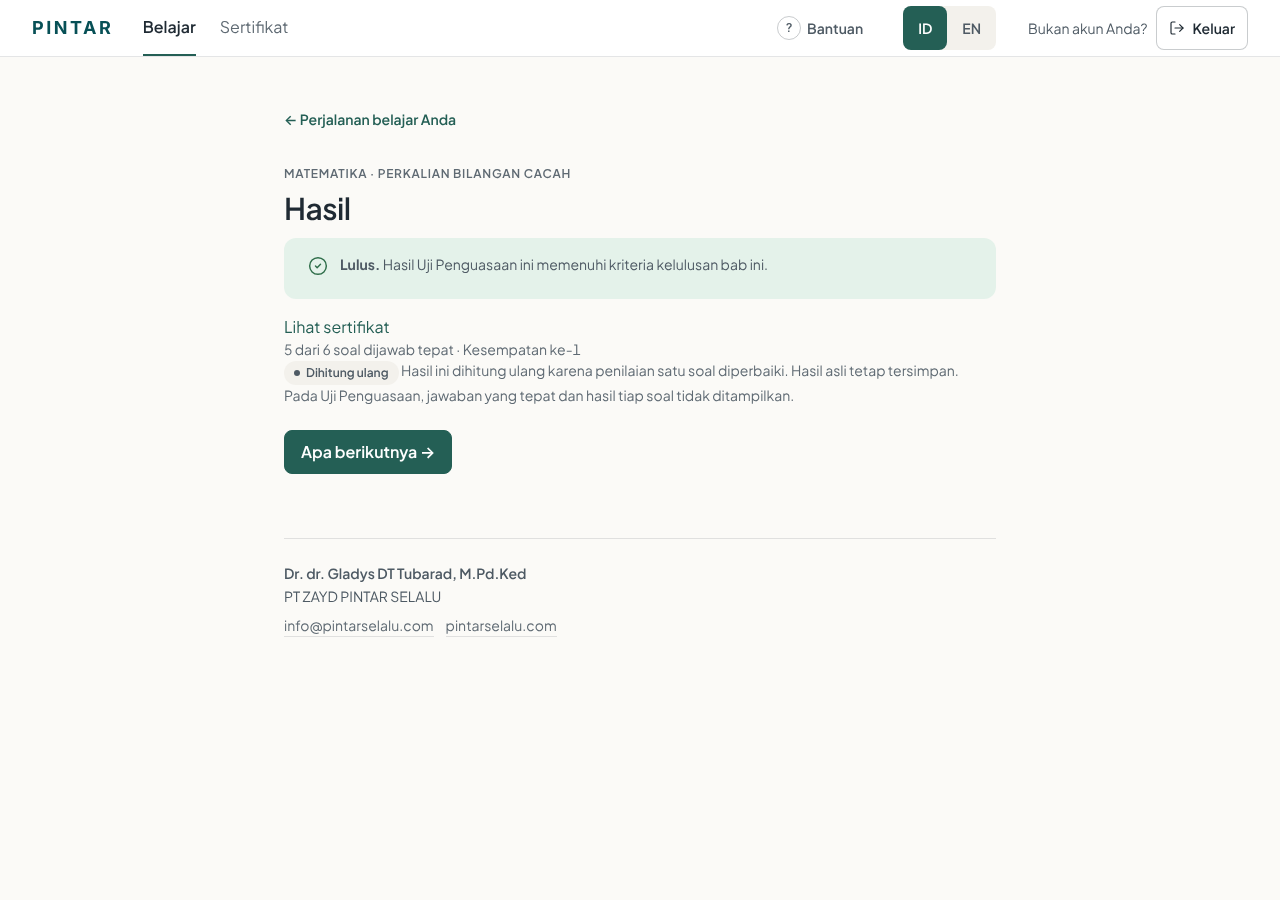 PINTAR
Belajar
Sertifikat
? Bantuan
ID
EN
Bukan akun Anda?
Keluar
← Perjalanan belajar Anda
MATEMATIKA · PERKALIAN BILANGAN CACAH
Hasil
Lulus. Hasil Uji Penguasaan ini memenuhi kriteria kelulusan bab ini.
Lihat sertifikat
5 dari 6 soal dijawab tepat · Kesempatan ke-1
Dihitung ulang Hasil ini dihitung ulang karena penilaian satu soal diperbaiki. Hasil asli tetap tersimpan.
Pada Uji Penguasaan, jawaban yang tepat dan hasil tiap soal tidak ditampilkan.
Apa berikutnya →
Dr. dr. Gladys DT Tubarad, M.Pd.Ked
PT ZAYD PINTAR SELALU
info@pintarselalu.com pintarselalu.com